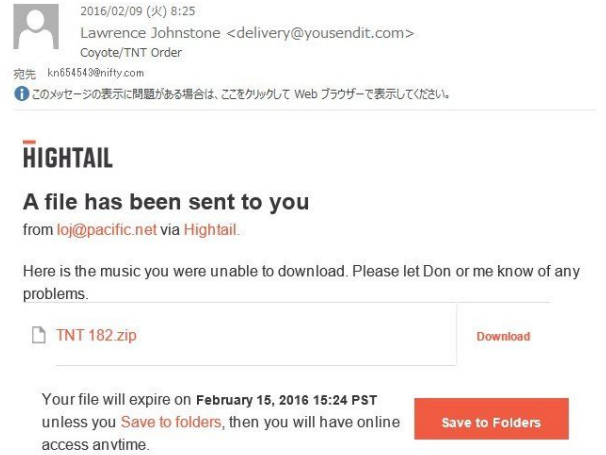 2016/02/09 (火) 8:25
Lawrence Johnstone <delivery@yousendit.com>
Coyote/TNT Order
宛先 kn654543@nifty.com
このメッセージの表示に問題がある場合は、ここをクリックして Web ブラウザーで表示してください。
HIGHTAIL
A file has been sent to you
from loj@pacific.net via Hightail.
Here is the music you were unable to download. Please let Don or me know of any
problems.
TNT 182.zip
Download
Your file will expire on February 15, 2016 15:24 PST
unless you Save to folders, then you will have online
access anytime.
Save to Folders